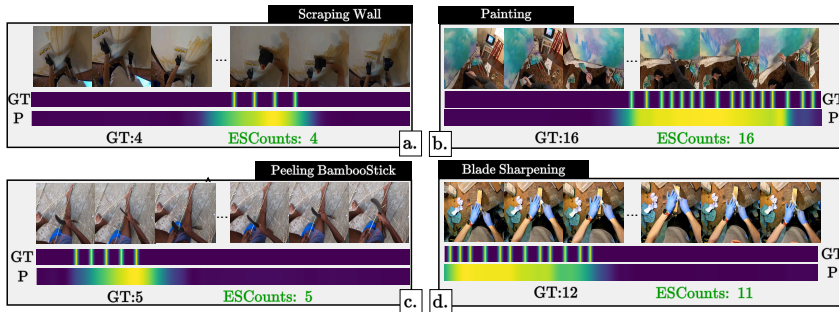 Scraping Wall
...
GT
P
GT:4 ESCounts: 4
a.
Painting
...
GT
P
GT:16 ESCounts: 16
b.
Peeling BambooStick
...
GT
P
GT:5 ESCounts: 5
c.
Blade Sharpening
...
GT
P
GT:12 ESCounts: 11
d.